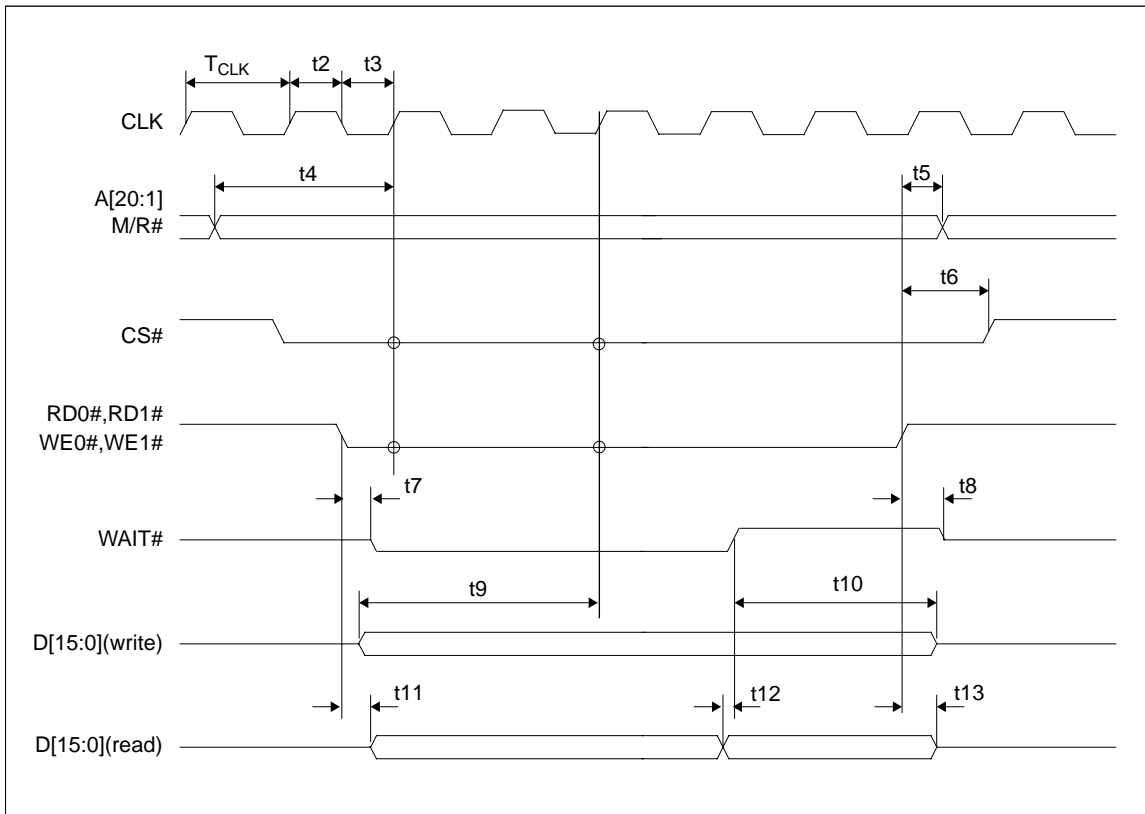 TCLK t2 t3
CLK
t4 t5
A[20:1]
M/R#
t6
CS#
RD0#,RD1#
WE0#,WE1#
t7 t8
WAIT#
t9 t10
D[15:0](write)
t11 t12 t13
D[15:0](read)